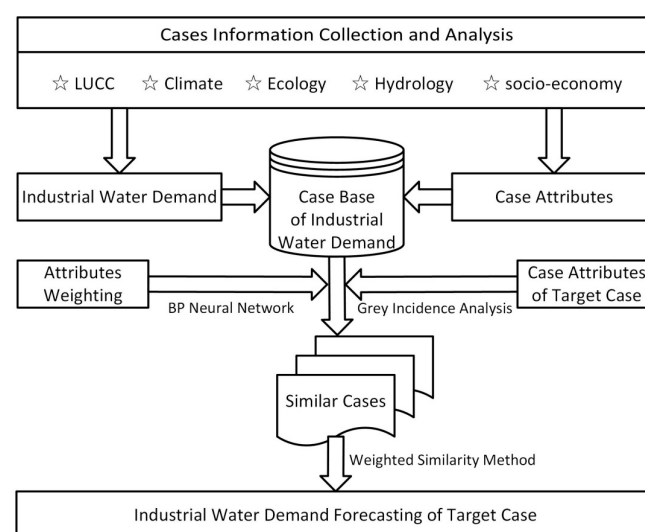 Cases Information Collection and Analysis
☆ LUCC ☆ Climate ☆ Ecology ☆ Hydrology ☆ socio-economy
Industrial Water Demand
Case Base
of Industrial
Water Demand
Case Attributes
Attributes
Weighting
BP Neural Network
Grey Incidence Analysis
Case Attributes
of Target Case
Similar Cases
Weighted Similarity Method
Industrial Water Demand Forecasting of Target Case